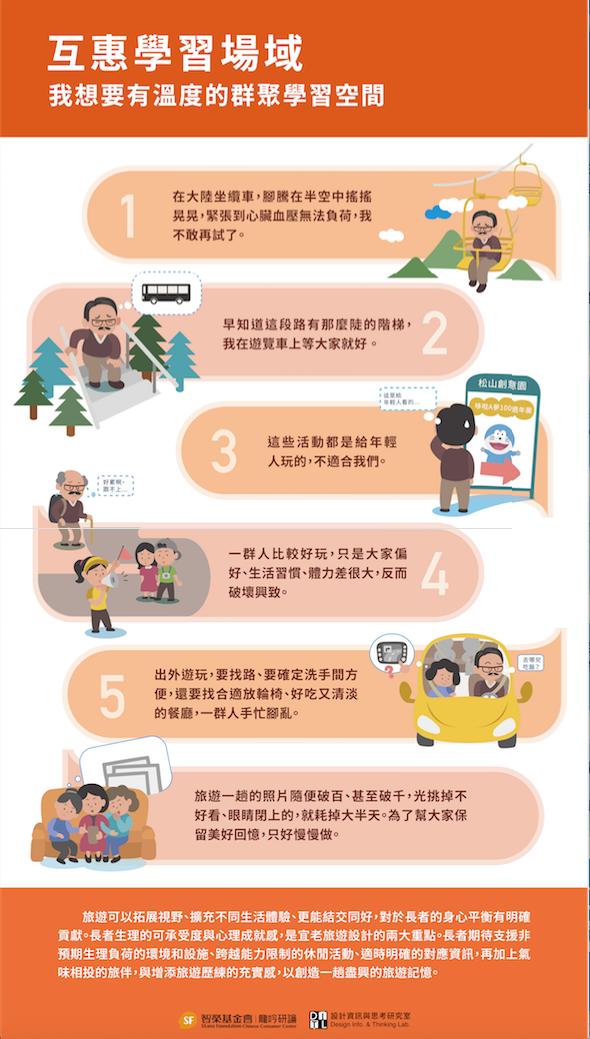 互惠學習場域
我想要有溫度的群聚學習空間
1
在大陸坐纜車，腳騰在半空中搖搖
晃晃，緊張到心臟血壓無法負荷，我
不敢再試了。
早知道這段路有那麼陡的階梯，
我在遊覽車上等大家就好。
2
3
這些活動都是給年輕
人玩的，不適合我們。
這是給
年輕人看的...
松山創意園
哆啦A夢100週年展
好累啊，
跟不上...
一群人比較好玩，只是大家偏
好、生活習慣、體力差很大，反而
破壞興致。
4
5
出外遊玩，要找路、要確定洗手間方
便，還要找合適放輪椅、好吃又清淡
的餐廳，一群人手忙腳亂。
?
去哪兒
吃飯？
旅遊一趟的照片隨便破百、甚至破千，光挑掉不
好看、眼睛閉上的，就耗掉大半天。為了幫大家保
留美好回憶，只好慢慢做。
旅遊可以拓展視野、擴充不同生活體驗、更能結交同好，對於長者的身心平衡有明確
貢獻。長者生理的可承受度與心理成就感，是宜老旅遊設計的兩大重點。長者期待支援非
預期生理負荷的環境和設施、跨越能力限制的休閒活動、適時明確的對應資訊，再加上氣
味相投的旅伴，與增添旅遊歷練的充實感，以創造一趟盡興的旅遊記憶。
SF 智榮基金會 龍吟研論
StanShih Foundation Chinese Consumer Center
DITL 設計資訊與思考研究室
Design Info. & Thinking Lab.